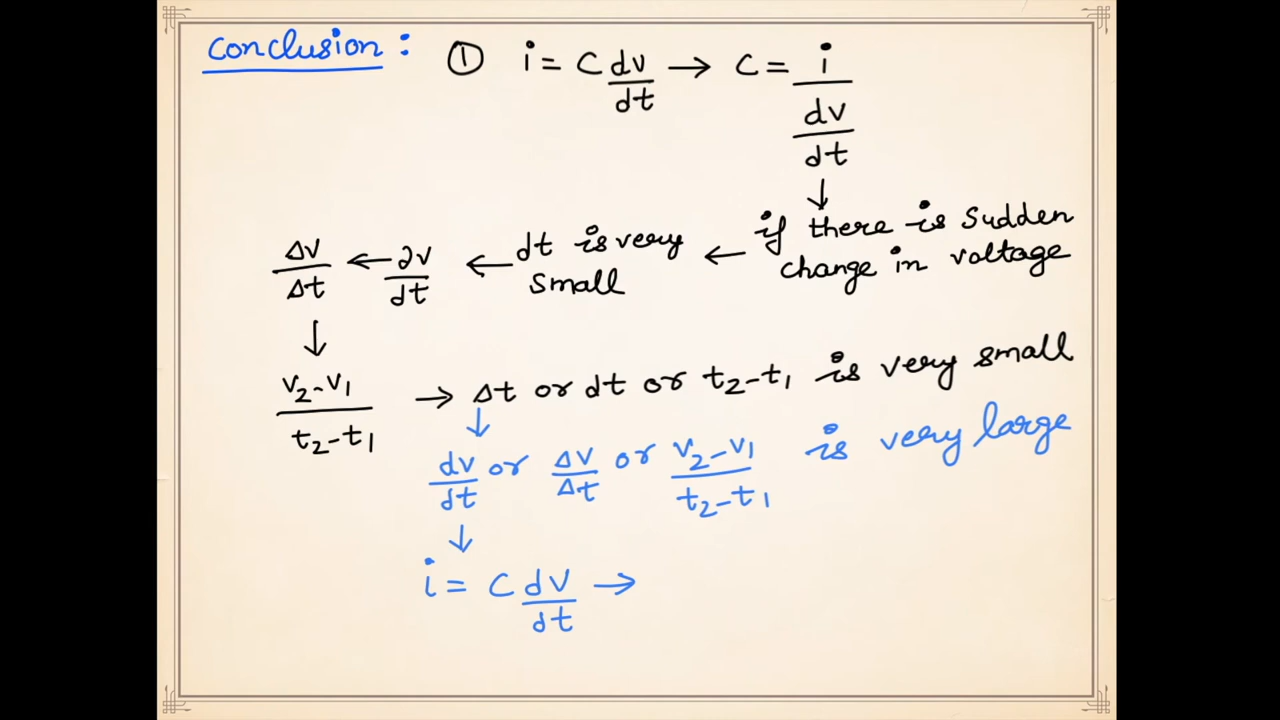 Conclusion: ① i = C dv/dt → C = i / dv/dt
↓
if there is sudden change in voltage ← dt is very small ← ∂v/dt ← Δv/Δt
↓
v2-v1 / t2-t1 → Δt or dt or t2-t1 is very small
↓
dv/dt or Δv/Δt or v2-v1 / t2-t1 is very large
↓
i = C dv/dt →